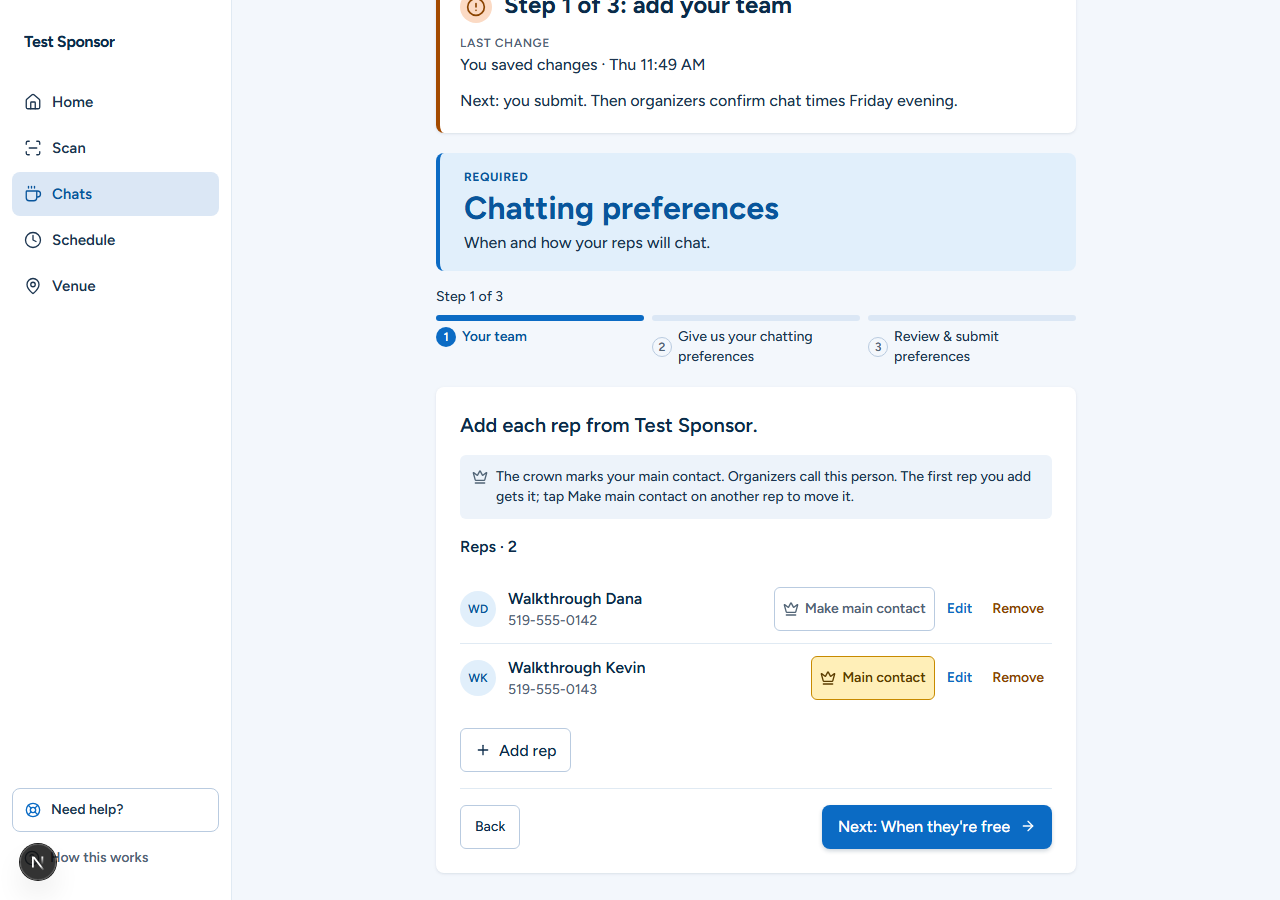 Test Sponsor
Home
Scan
Chats
Schedule
Venue
Need help?
How this works
N
Step 1 of 3: add your team
LAST CHANGE
You saved changes · Thu 11:49 AM
Next: you submit. Then organizers confirm chat times Friday evening.
REQUIRED
Chatting preferences
When and how your reps will chat.
Step 1 of 3
1 Your team
2 Give us your chatting
preferences
3 Review & submit
preferences
Add each rep from Test Sponsor.
The crown marks your main contact. Organizers call this person. The first rep you add
gets it; tap Make main contact on another rep to move it.
Reps · 2
WD
Walkthrough Dana
519-555-0142
Make main contact
Edit
Remove
WK
Walkthrough Kevin
519-555-0143
Main contact
Edit
Remove
+ Add rep
Back
Next: When they're free →